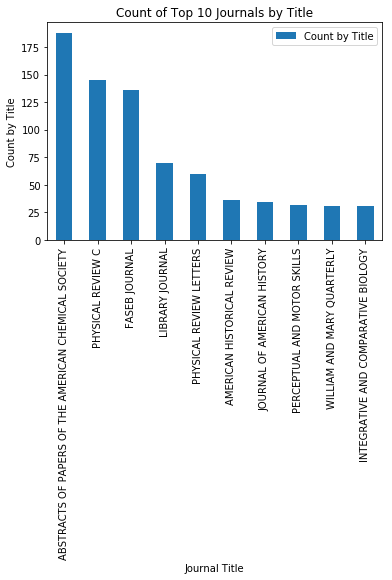 Count of Top 10 Journals by Title
Count by Title
Count by Title
175
150
125
100
75
50
25
0
ABSTRACTS OF PAPERS OF THE AMERICAN CHEMICAL SOCIETY
PHYSICAL REVIEW C
FASEB JOURNAL
LIBRARY JOURNAL
PHYSICAL REVIEW LETTERS
AMERICAN HISTORICAL REVIEW
JOURNAL OF AMERICAN HISTORY
PERCEPTUAL AND MOTOR SKILLS
WILLIAM AND MARY QUARTERLY
INTEGRATIVE AND COMPARATIVE BIOLOGY
Journal Title